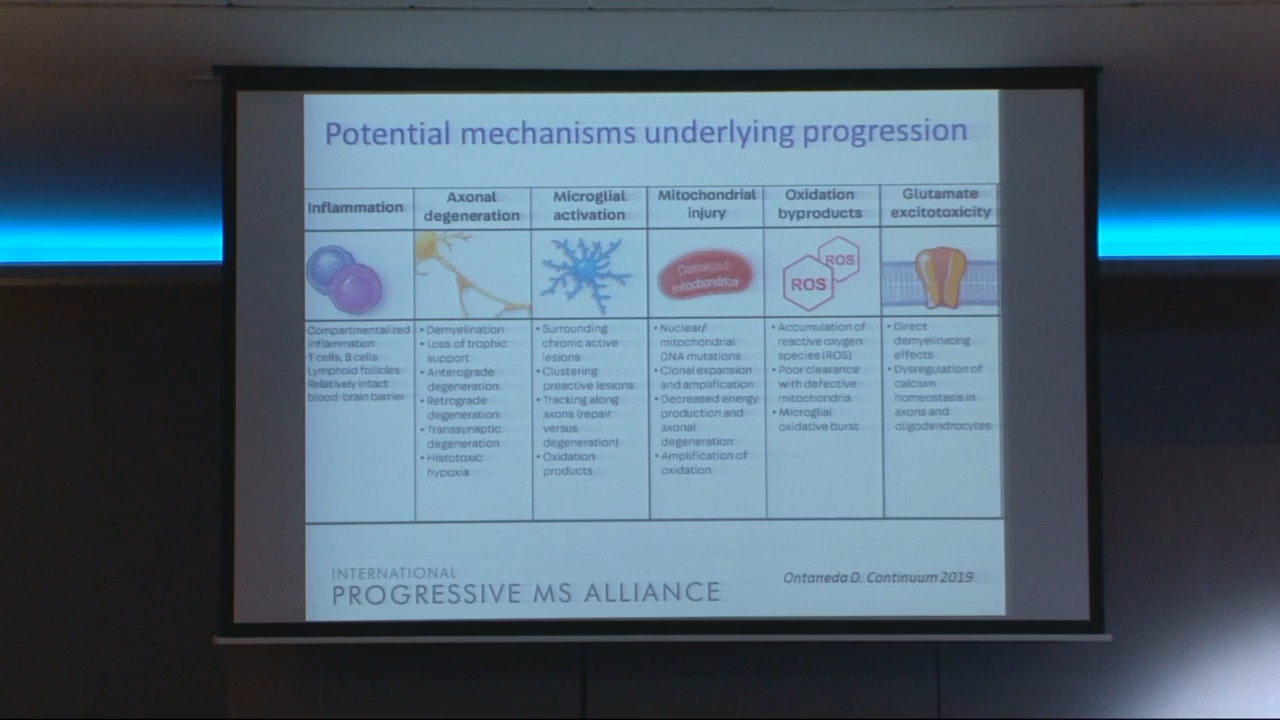 Potential mechanisms underlying progression
Inflammation
Axonal
degeneration
Microglial
activation
Mitochondrial
injury
Oxidation
byproducts
Glutamate
excitotoxicity
Damaged
mitochondrion
ROS
ROS
Compartmentalized
inflammation
T cells, B cells
Lymphoid follicles
Relatively intact
blood-brain barrier
• Demyelination
• Loss of trophic
support
• Anterograde
degeneration
• Retrograde
degeneration
• Transsynaptic
degeneration
• Histotoxic
hypoxia
• Surrounding
chronic active
lesions
• Clustering
preactive lesions
• Tracking along
axons (repair
versus
degeneration)
• Oxidation
products
• Nuclear/
mitochondrial
DNA mutations
• Clonal expansion
and amplification
• Decreased energy
production and
axonal
degeneration
• Amplification of
oxidation
• Accumulation of
reactive oxygen
species (ROS)
• Poor clearance
with defective
mitochondria
• Microglial
oxidative burst
• Direct
demyelinating
effects
• Dysregulation of
calcium
homeostasis in
axons and
oligodendrocytes
INTERNATIONAL
PROGRESSIVE MS ALLIANCE
Ontaneda D. Continuum 2019